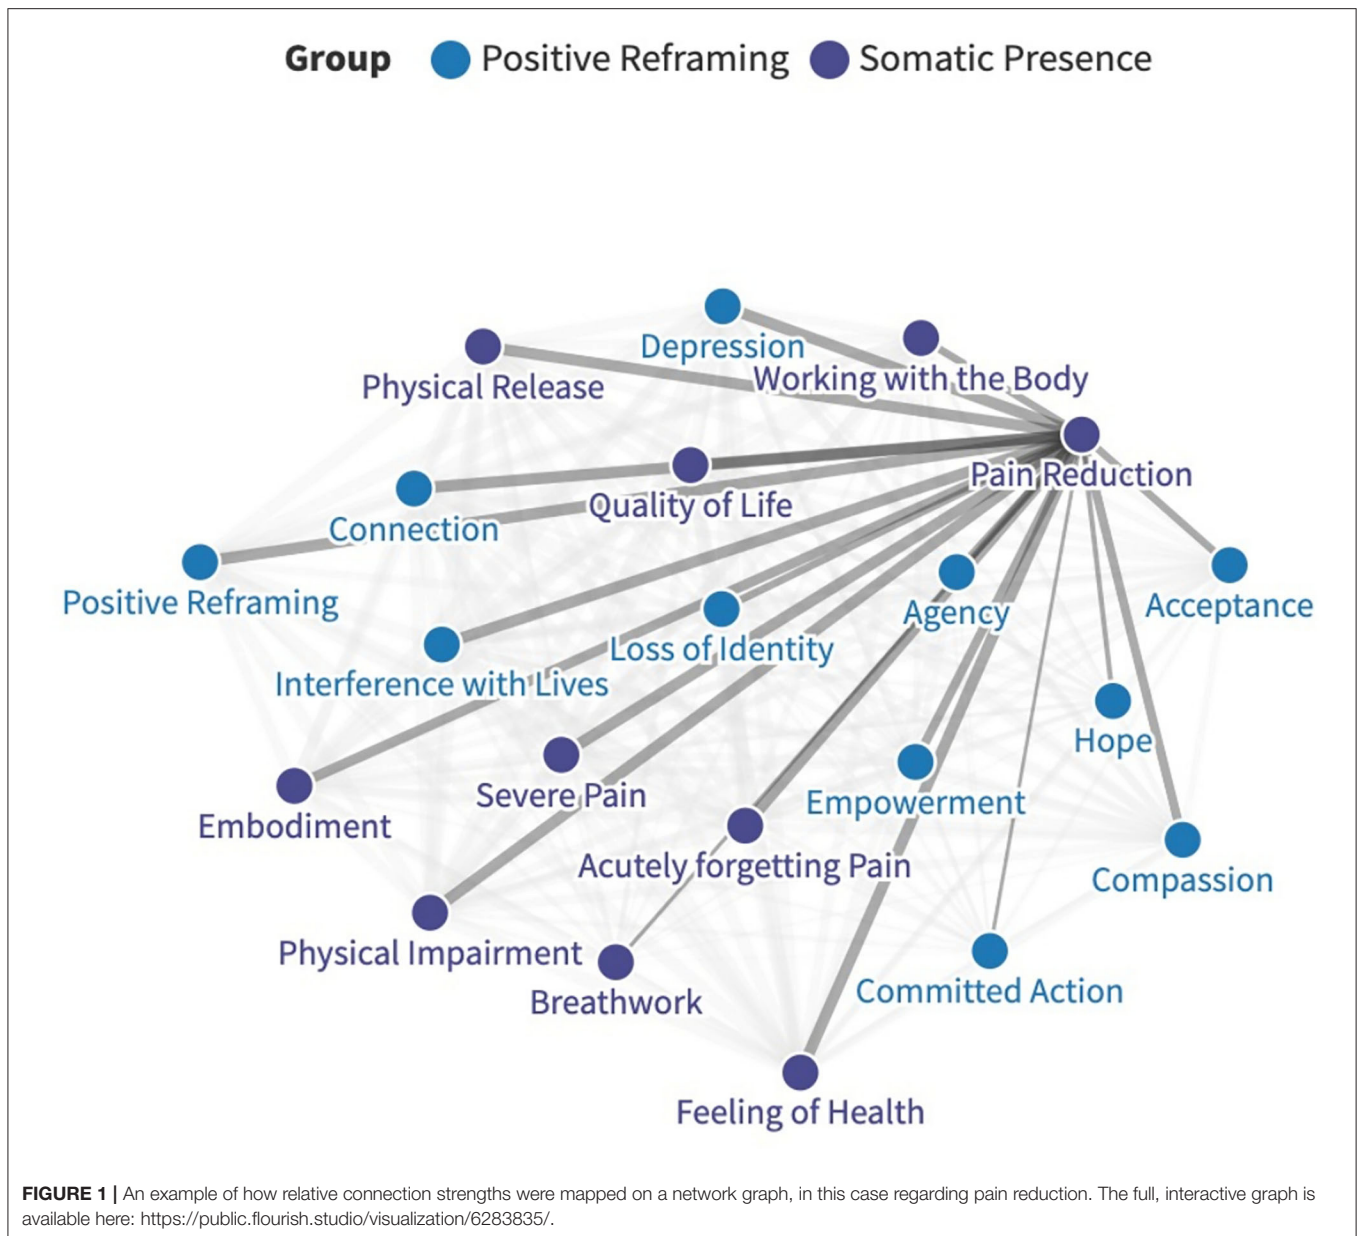 Group Positive Reframing Somatic Presence
Depression
Working with the Body
Physical Release
Pain Reduction
Quality of Life
Connection
Positive Reframing
Agency
Acceptance
Loss of Identity
Interference with Lives
Hope
Severe Pain
Empowerment
Embodiment
Acutely forgetting Pain
Compassion
Physical Impairment
Breathwork
Committed Action
Feeling of Health
FIGURE 1 | An example of how relative connection strengths were mapped on a network graph, in this case regarding pain reduction. The full, interactive graph is
available here: https://public.flourish.studio/visualization/6283835/.